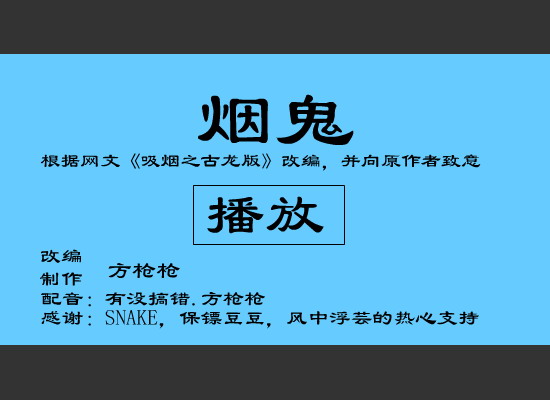 烟鬼
根据网文《吸烟之古龙版》改编，并向原作者致意
播放
改编
制作 方枪枪
配音：有没搞错.方枪枪
感谢：SNAKE，保镖豆豆，风中浮芸的热心支持